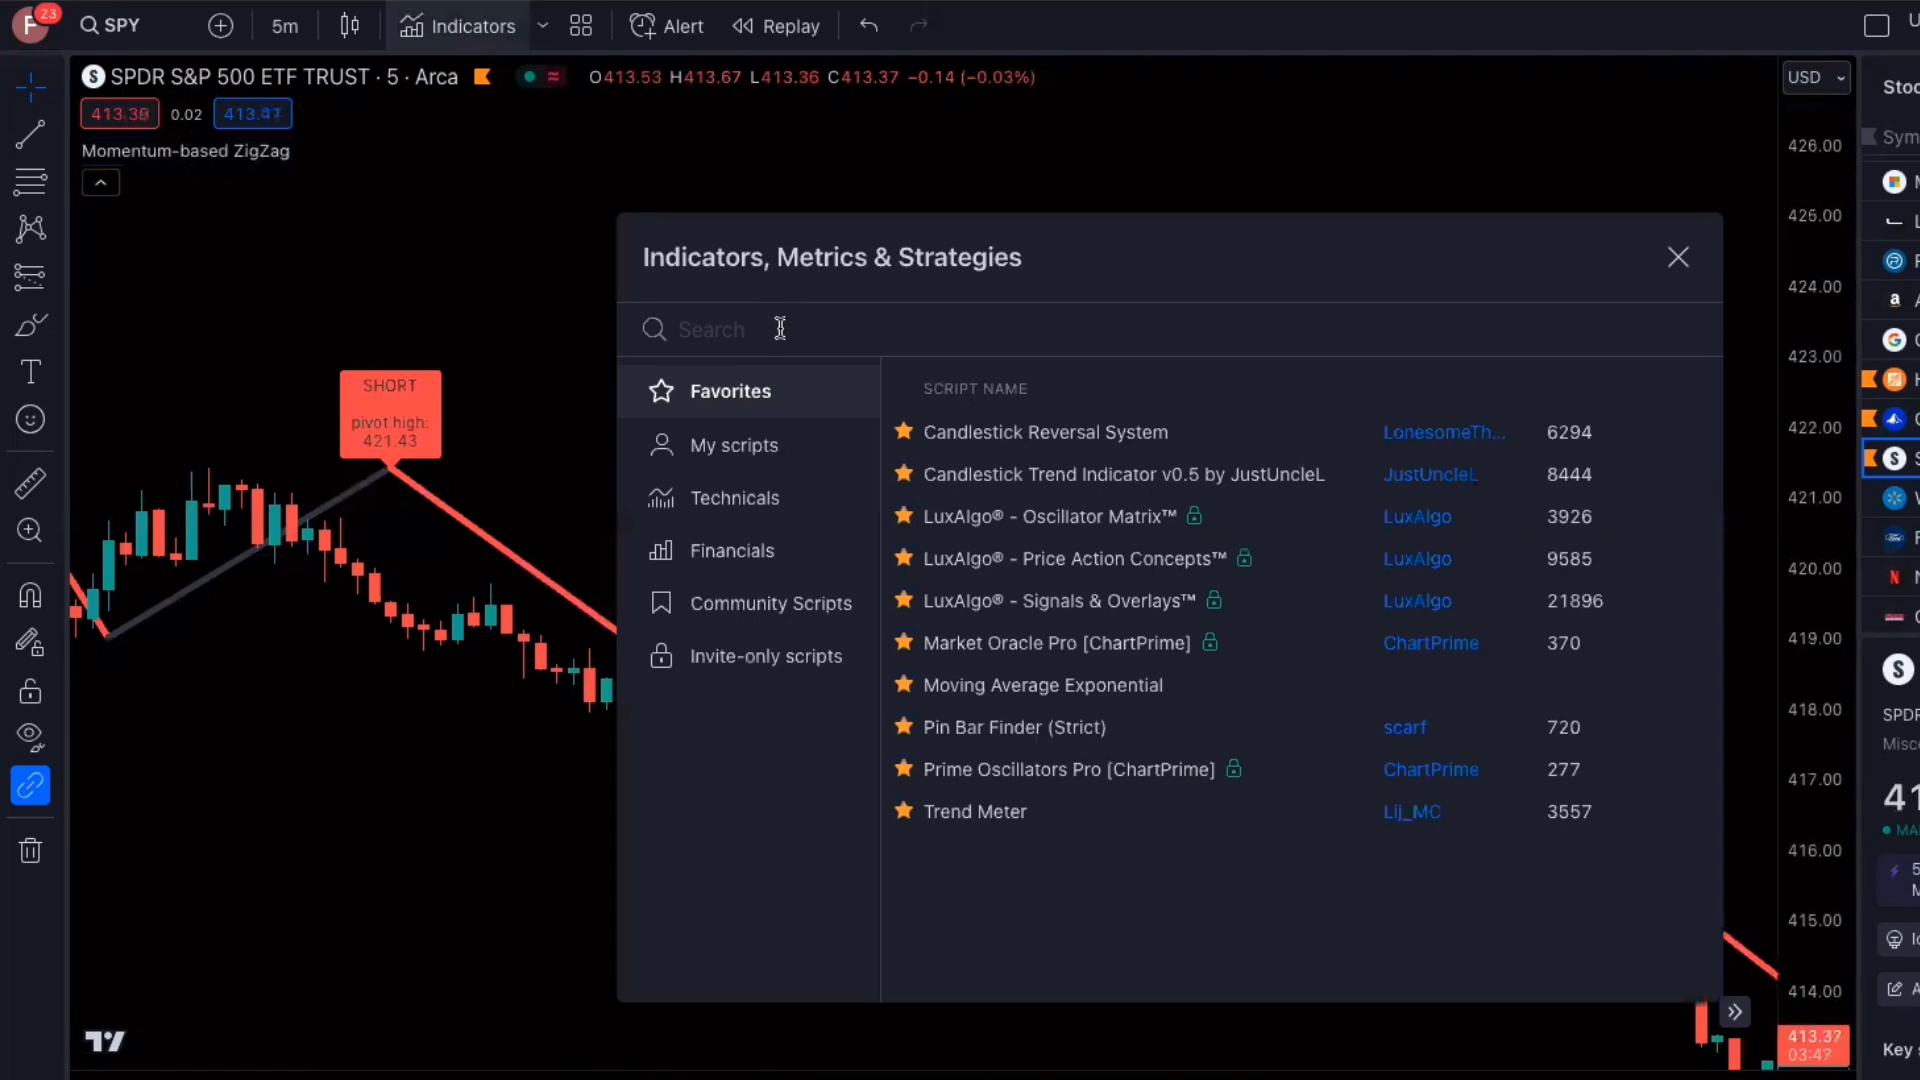 F 23
SPY
5m
Indicators
Alert
Replay
U
S SPDR S&P 500 ETF TRUST · 5 · Arca
O413.53 H413.67 L413.36 C413.37 −0.14 (−0.03%)
0.02
Momentum-based ZigZag
SHORT
pivot high:
421.43
Indicators, Metrics & Strategies
Search
Favorites
My scripts
Technicals
Financials
Community Scripts
Invite-only scripts
SCRIPT NAME
Candlestick Reversal System LonesomeTh... 6294
Candlestick Trend Indicator v0.5 by JustUncleL JustUncleL 8444
LuxAlgo® - Oscillator Matrix™ LuxAlgo 3926
LuxAlgo® - Price Action Concepts™ LuxAlgo 9585
LuxAlgo® - Signals & Overlays™ LuxAlgo 21896
Market Oracle Pro [ChartPrime] ChartPrime 370
Moving Average Exponential
Pin Bar Finder (Strict) scarf 720
Prime Oscillators Pro [ChartPrime] ChartPrime 277
Trend Meter Lij_MC 3557
USD
426.00
425.00
424.00
423.00
422.00
421.00
420.00
419.00
418.00
417.00
416.00
415.00
414.00
413.37
03:47
Stoc
Sym
SPDR
Misce
41
MAR
Key s